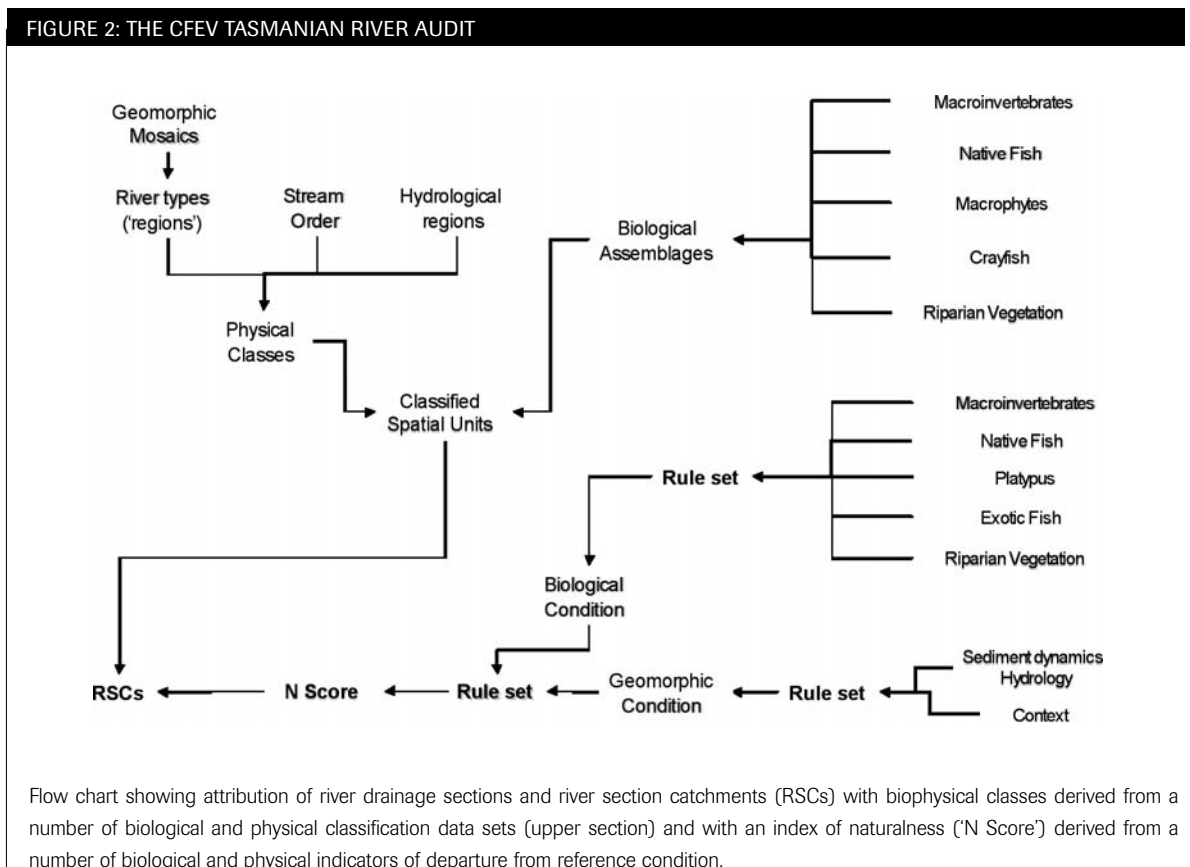 FIGURE 2: THE CFEV TASMANIAN RIVER AUDIT
Geomorphic
Mosaics
River types
('regions')
Stream
Order
Hydrological
regions
Physical
Classes
Biological
Assemblages
Macroinvertebrates
Native Fish
Macrophytes
Crayfish
Riparian Vegetation
Classified
Spatial Units
Macroinvertebrates
Native Fish
Platypus
Exotic Fish
Riparian Vegetation
Rule set
Biological
Condition
RSCs
N Score
Rule set
Geomorphic
Condition
Rule set
Sediment dynamics
Hydrology
Context
Flow chart showing attribution of river drainage sections and river section catchments (RSCs) with biophysical classes derived from a
number of biological and physical classification data sets (upper section) and with an index of naturalness ('N Score') derived from a
number of biological and physical indicators of departure from reference condition.